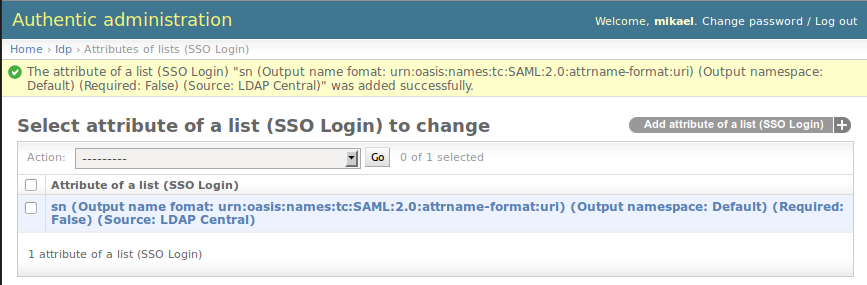 Authentic administration
Welcome, mikael. Change password / Log out
Home › Idp › Attributes of lists (SSO Login)
The attribute of a list (SSO Login) "sn (Output name fomat: urn:oasis:names:tc:SAML:2.0:attrname-format:uri) (Output namespace:
Default) (Required: False) (Source: LDAP Central)" was added successfully.
Select attribute of a list (SSO Login) to change
Add attribute of a list (SSO Login) +
Action: --------- Go 0 of 1 selected
Attribute of a list (SSO Login)
sn (Output name fomat: urn:oasis:names:tc:SAML:2.0:attrname-format:uri) (Output namespace: Default) (Required:
False) (Source: LDAP Central)
1 attribute of a list (SSO Login)